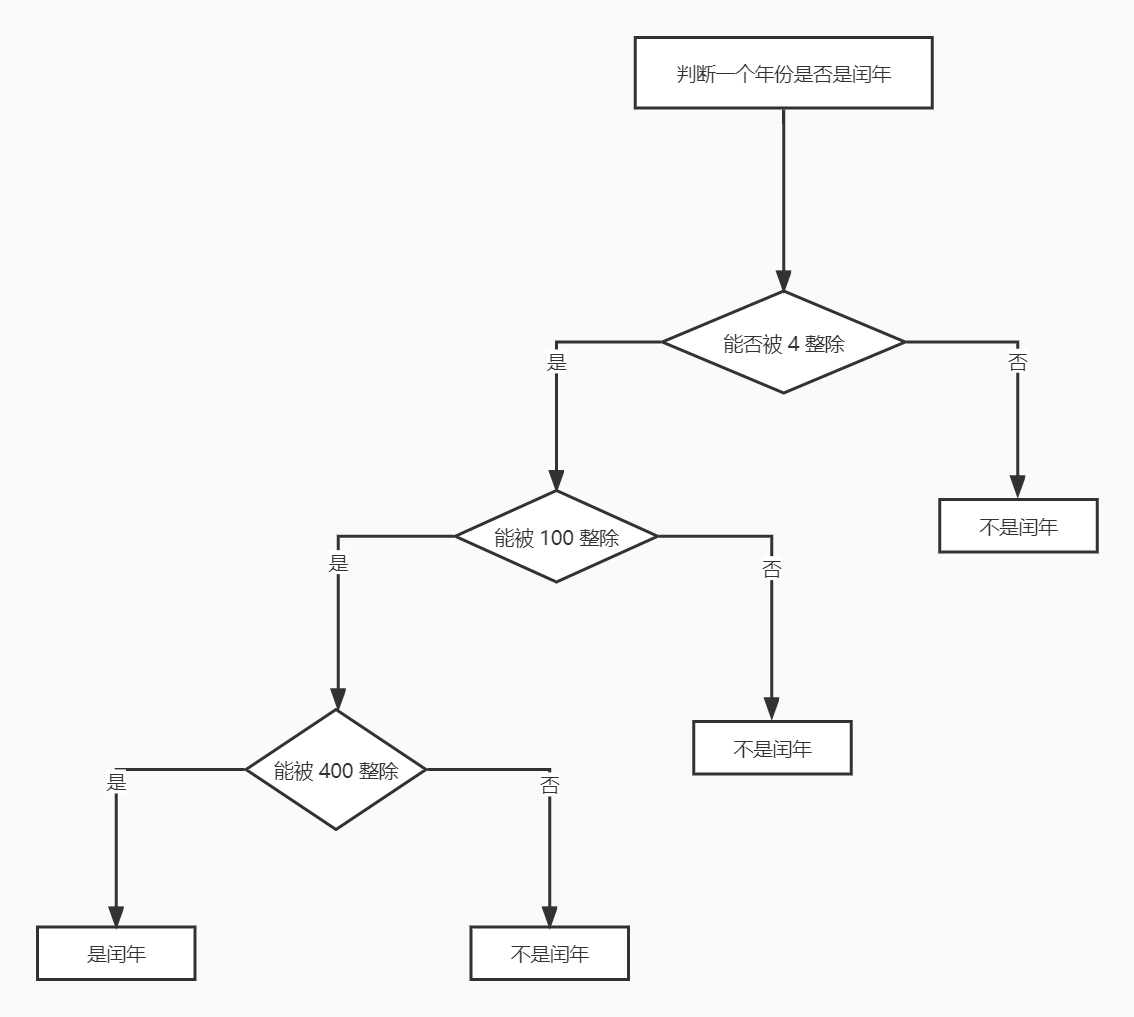 判断一个年份是否是闰年
能否被 4 整除
是
否
不是闰年
能被 100 整除
是
否
不是闰年
能被 400 整除
是
否
是闰年
不是闰年